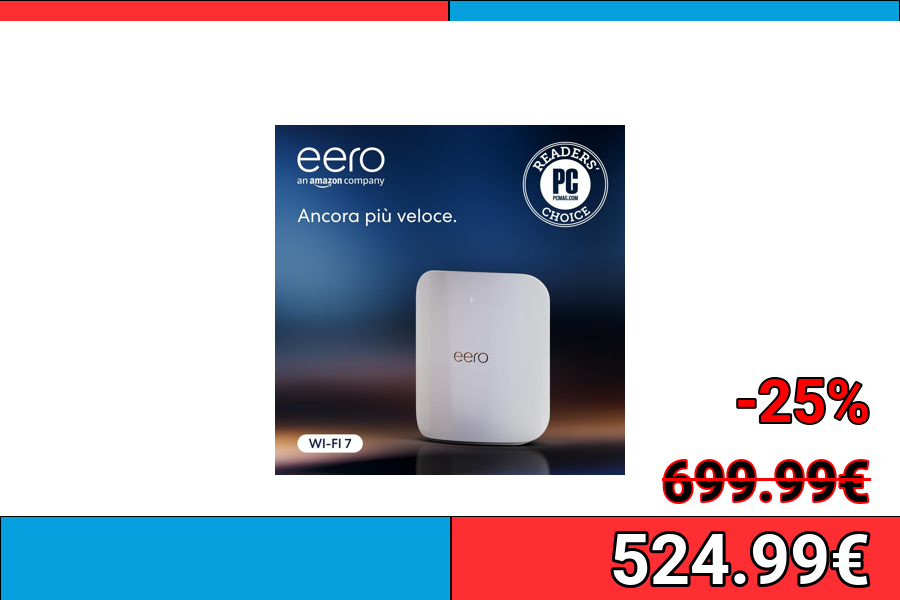 eero
an amazon company
Ancora più veloce.
READERS'
PC
PCMAG.COM
CHOICE
eero
WI-FI 7
-25%
699.99€
524.99€